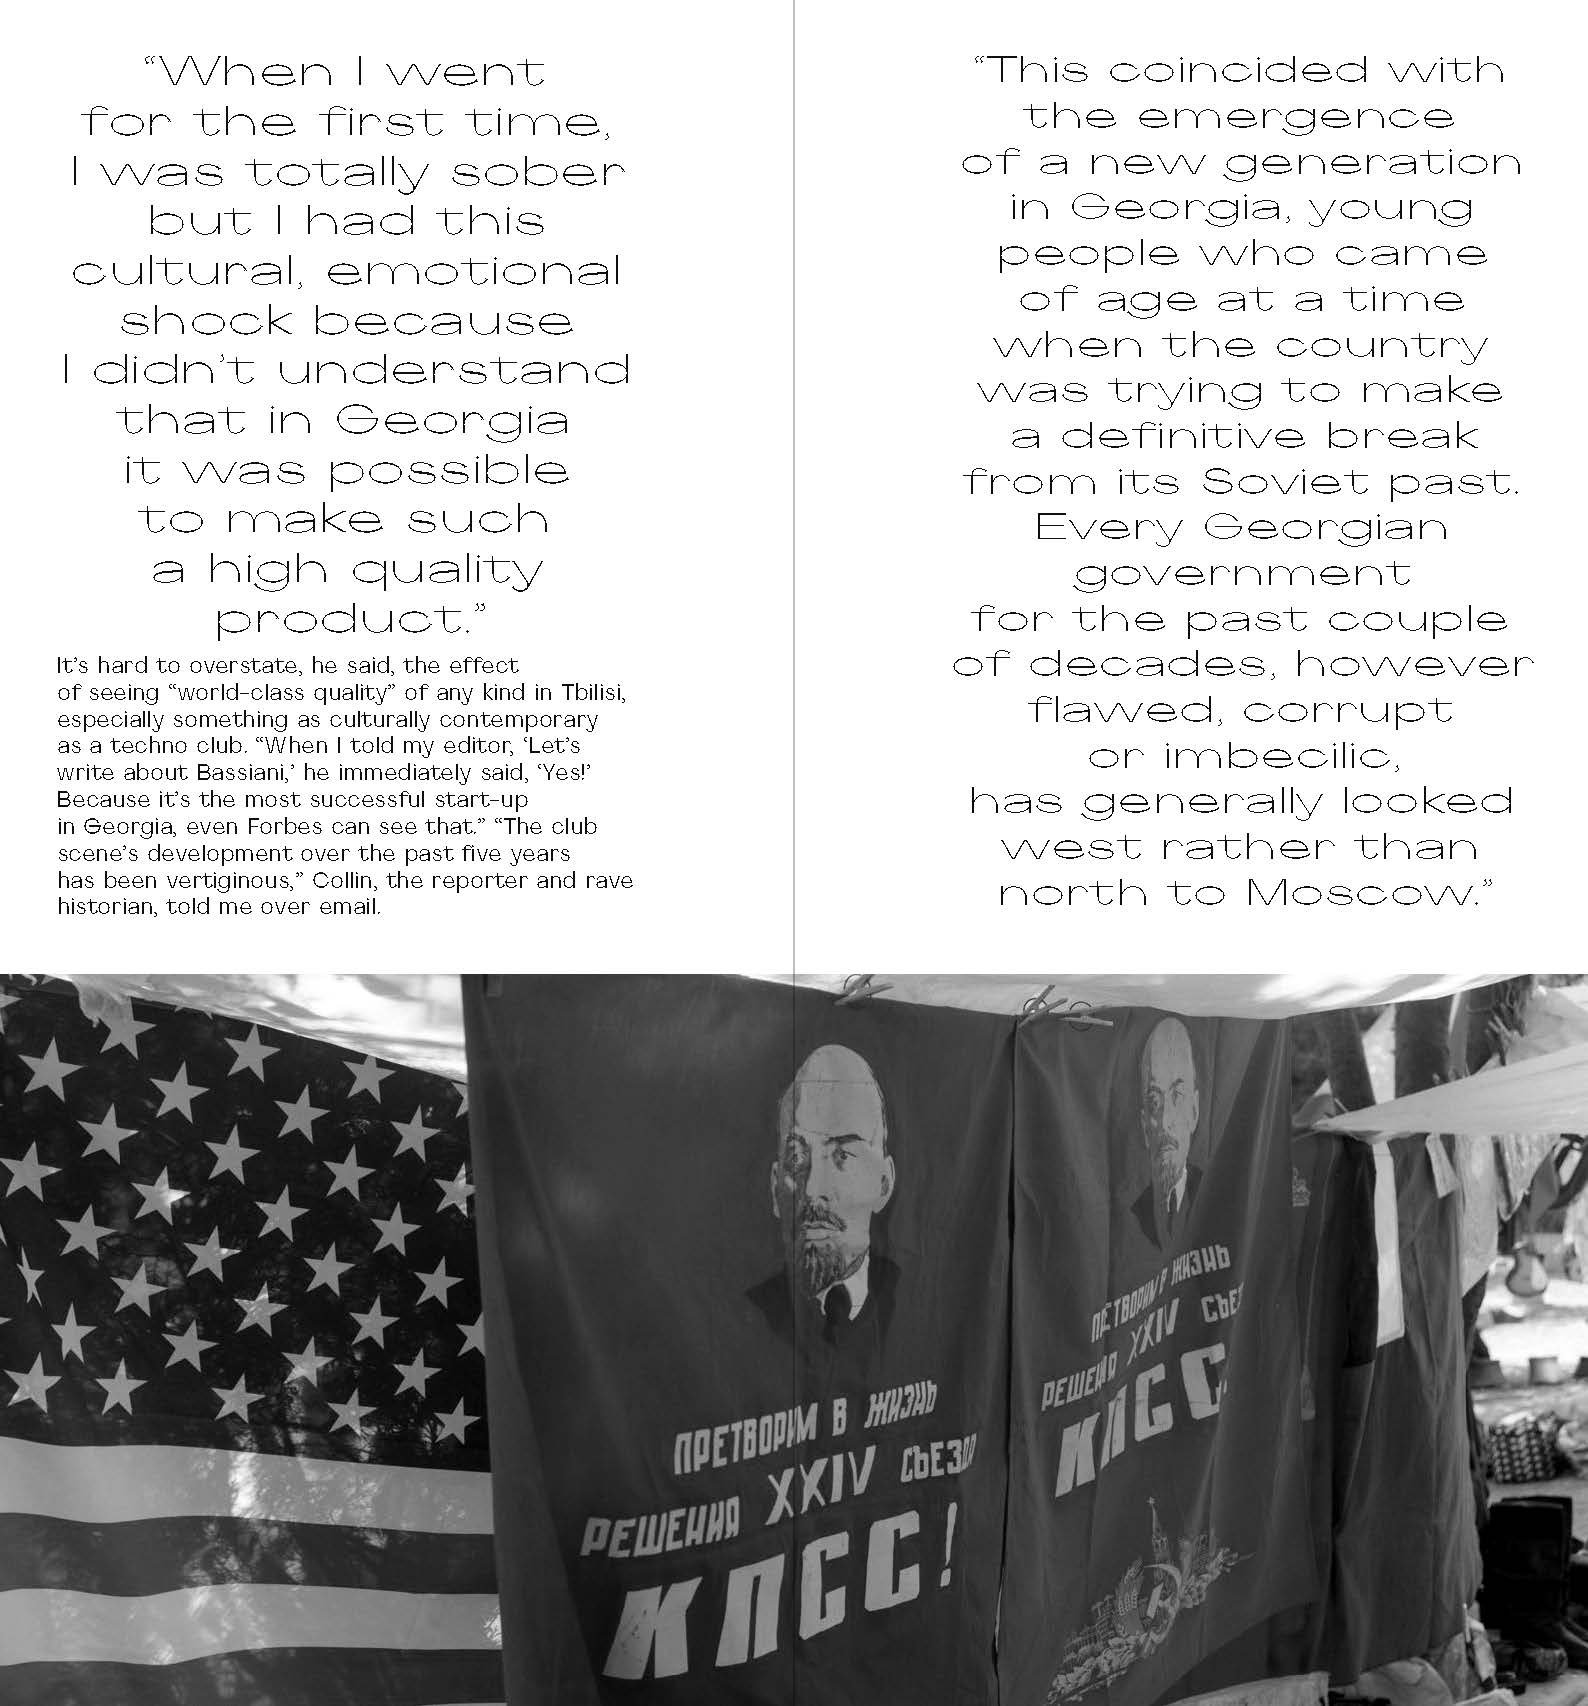 “When I went
for the first time,
I was totally sober
but I had this
cultural, emotional
shock because
I didn’t understand
that in Georgia
it was possible
to make such
a high quality
product.”
It’s hard to overstate, he said, the effect
of seeing “world-class quality” of any kind in Tbilisi,
especially something as culturally contemporary
as a techno club. “When I told my editor, ‘Let’s
write about Bassiani,’ he immediately said, ‘Yes!’
Because it’s the most successful start-up
in Georgia, even Forbes can see that.” “The club
scene’s development over the past five years
has been vertiginous,” Collin, the reporter and rave
historian, told me over email.
“This coincided with
the emergence
of a new generation
in Georgia, young
people who came
of age at a time
when the country
was trying to make
a definitive break
from its Soviet past.
Every Georgian
government
for the past couple
of decades, however
flawed, corrupt
or imbecilic,
has generally looked
west rather than
north to Moscow.”
ПРЕТВОРИМ В ЖИЗНЬ
РЕШЕНИЯ XXIV СЪЕЗДА
КПСС!
ПРЕТВОРИМ В ЖИЗНЬ
РЕШЕНИЯ XXIV СЪЕЗ
КПСС